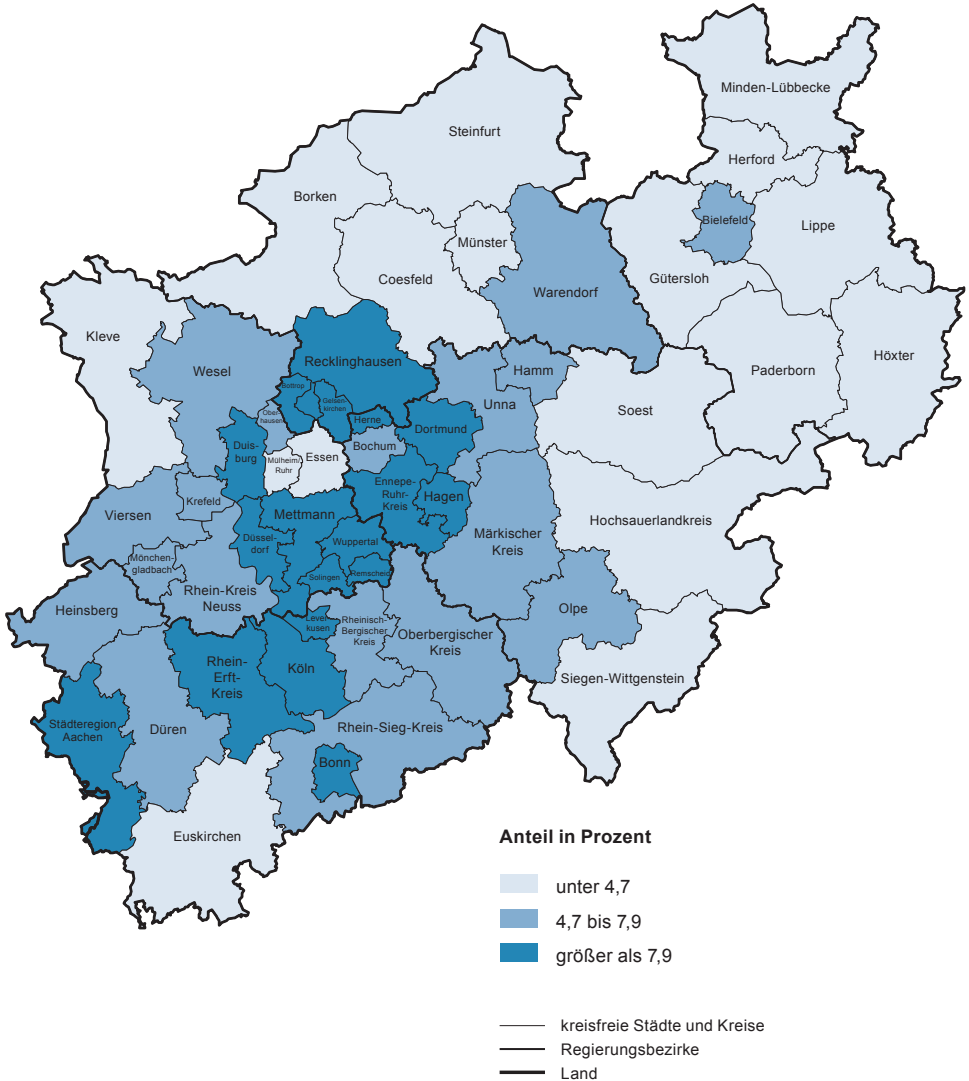 Minden-Lübbecke
Steinfurt
Herford
Borken
Bielefeld
Lippe
Münster
Coesfeld
Gütersloh
Warendorf
Kleve
Höxter
Recklinghausen
Paderborn
Wesel
Hamm
Bottrop
Gelsen-
kirchen
Unna
Soest
Ober-
hausen
Herne
Dortmund
Duis-
burg
Bochum
Essen
Mülheim/
Ruhr
Ennepe-
Ruhr-
Kreis
Hagen
Krefeld
Viersen
Mettmann
Hochsauerlandkreis
Märkischer
Kreis
Düssel-
dorf
Wuppertal
Mönchen-
gladbach
Solingen
Remscheid
Rhein-Kreis
Neuss
Heinsberg
Olpe
Lever-
kusen
Rheinisch-
Bergischer
Kreis
Oberbergischer
Kreis
Rhein-
Erft-
Kreis
Köln
Siegen-Wittgenstein
Städteregion
Aachen
Düren
Rhein-Sieg-Kreis
Bonn
Euskirchen
Anteil in Prozent
unter 4,7
4,7 bis 7,9
größer als 7,9
kreisfreie Städte und Kreise
Regierungsbezirke
Land